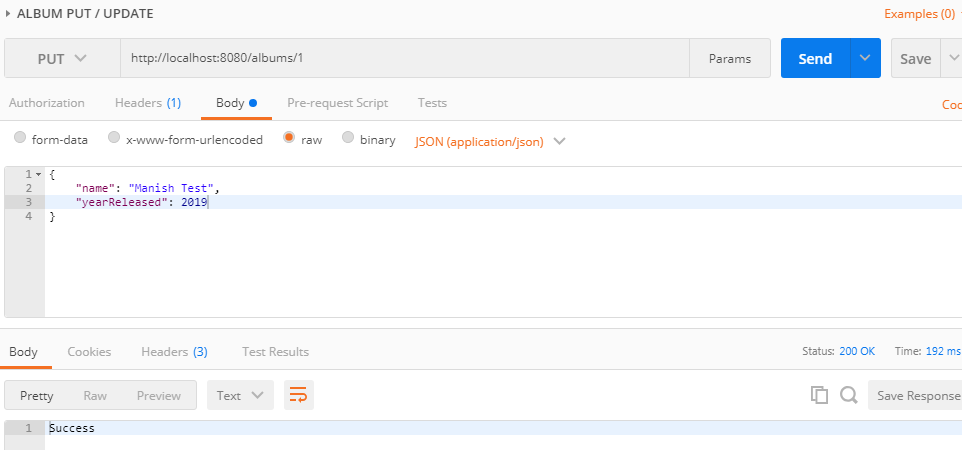 ALBUM PUT / UPDATE Examples (0)
PUT http://localhost:8080/albums/1 Params Send Save
Authorization Headers (1) Body Pre-request Script Tests
form-data x-www-form-urlencoded raw binary JSON (application/json)
1 {
2 "name": "Manish Test",
3 "yearReleased": 2019
4 }
Body Cookies Headers (3) Test Results Status: 200 OK Time: 192 ms
Pretty Raw Preview Text Save Response
1 Success